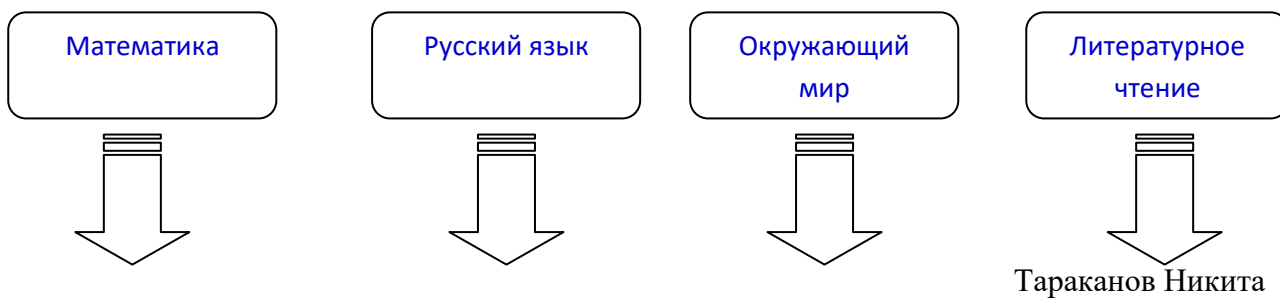 Математика
Русский язык
Окружающий
мир
Литературное
чтение
Тараканов Никита